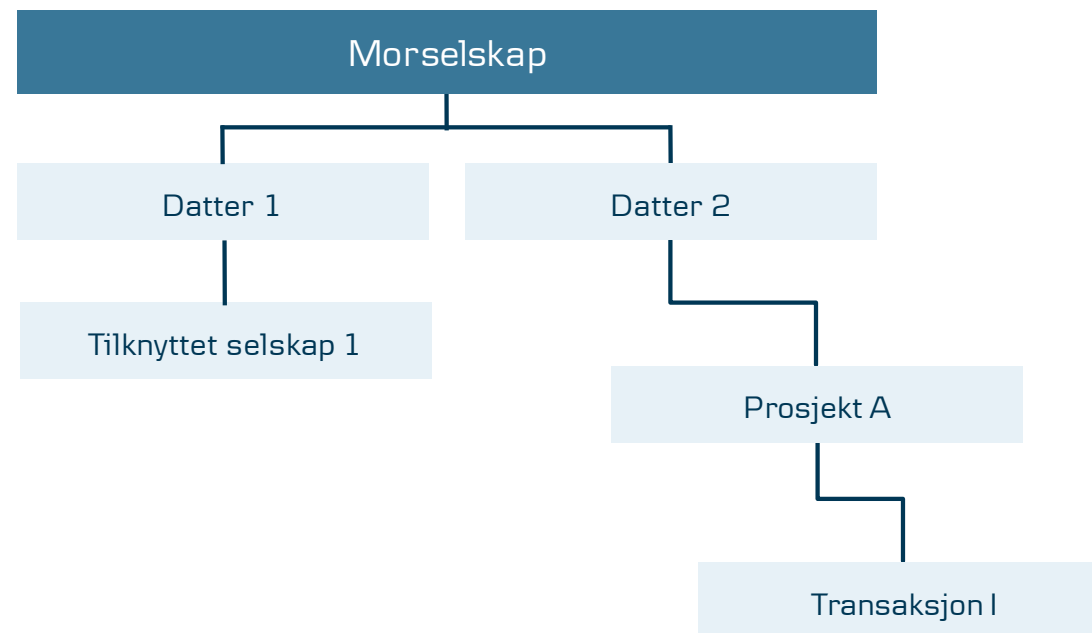 Morselskap
Datter 1
Datter 2
Tilknyttet selskap 1
Prosjekt A
Transaksjon I